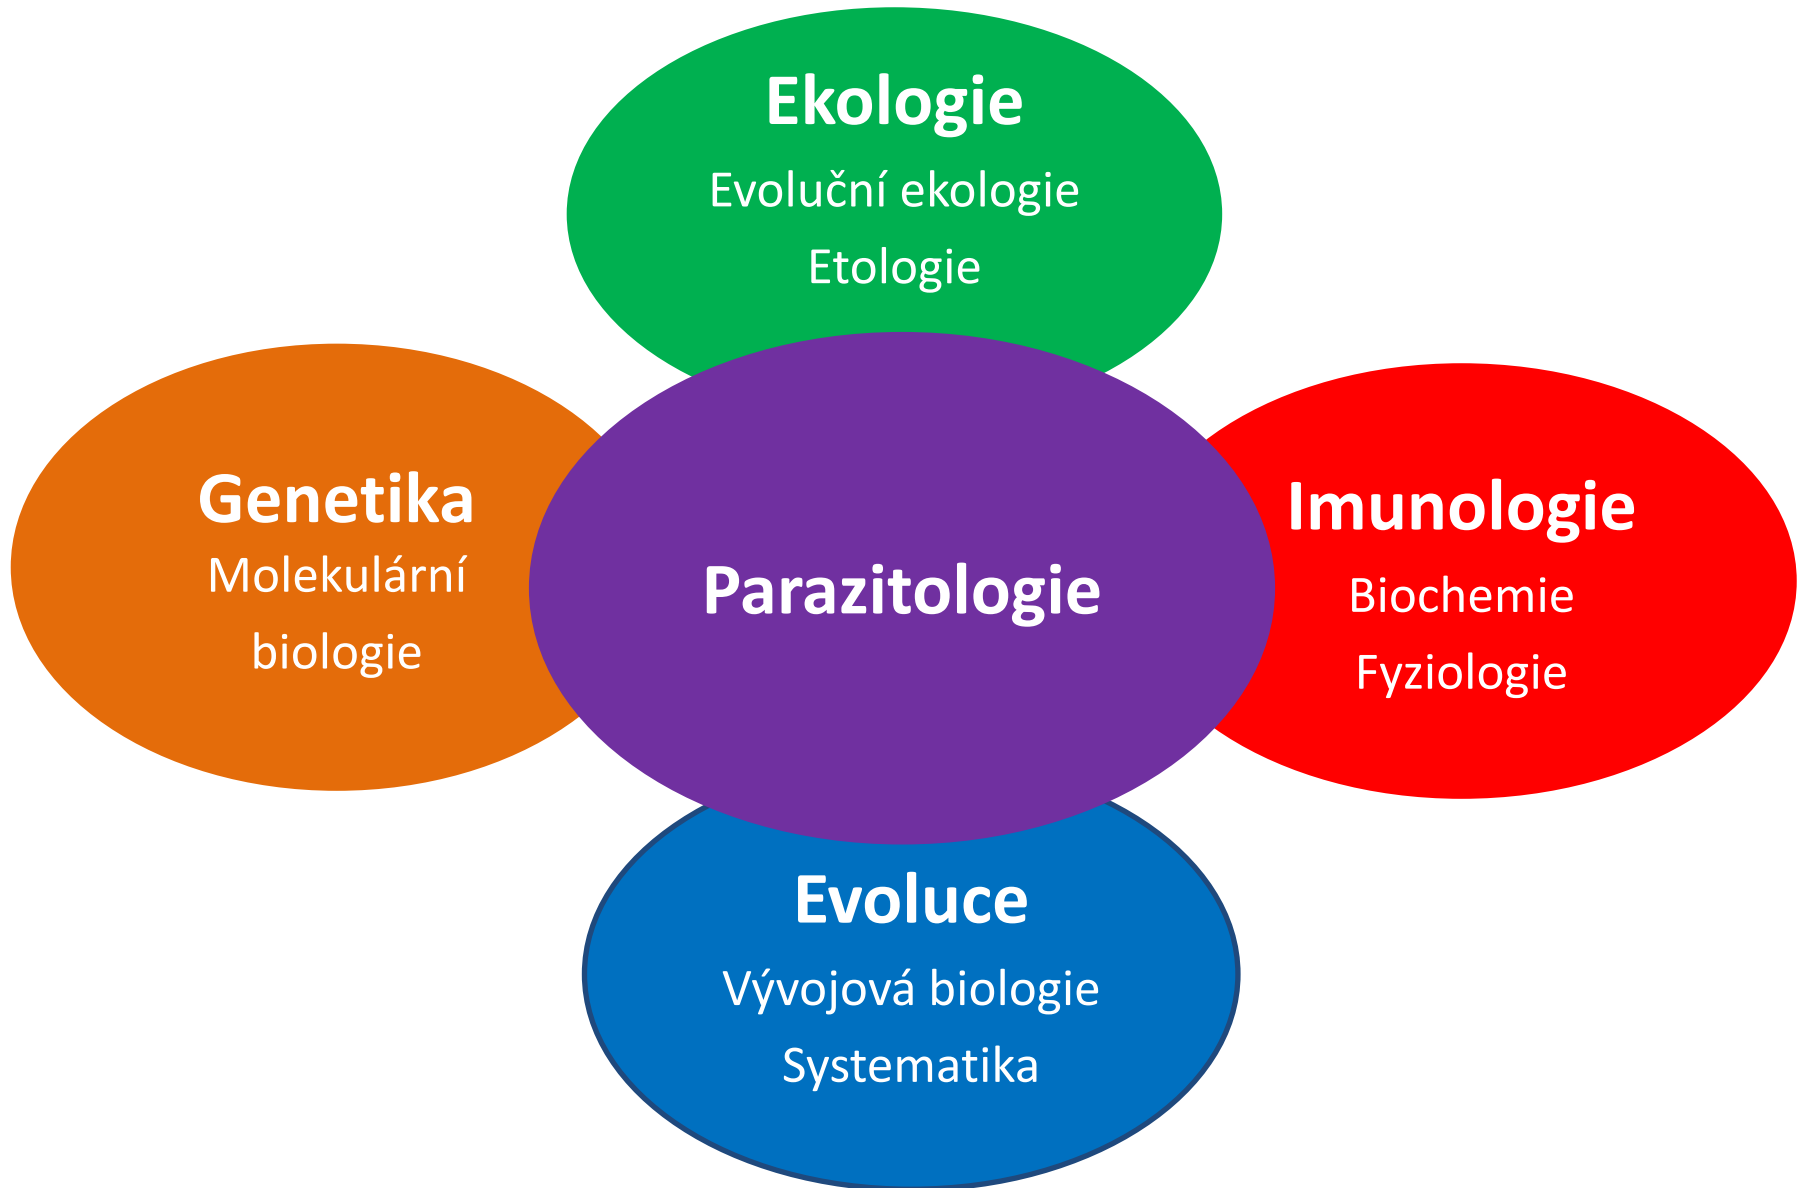 Ekologie
Evoluční ekologie
Etologie
Genetika
Molekulární
biologie
Parazitologie
Imunologie
Biochemie
Fyziologie
Evoluce
Vývojová biologie
Systematika